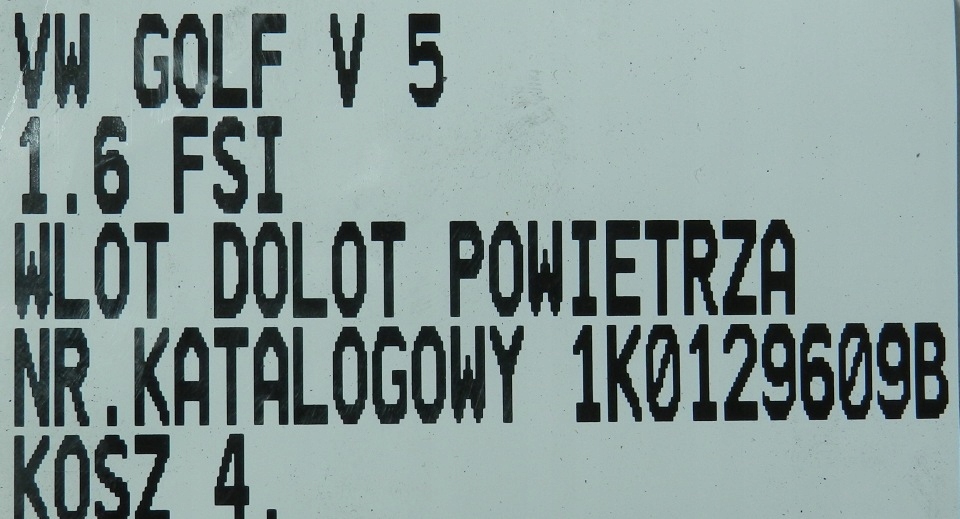 VW GOLF V 5
1.6 FSI
WLOT DOLOT POWIETRZA
NR.KATALOGOWY 1K0129609B
KOSZ 4.